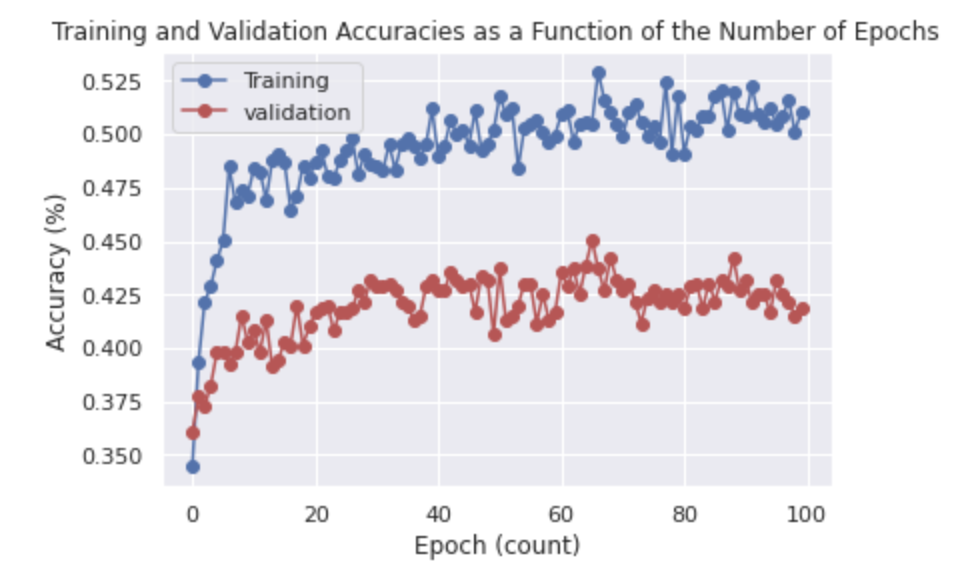 Training and Validation Accuracies as a Function of the Number of Epochs
Training
validation
0.525
0.500
0.475
0.450
0.425
0.400
0.375
0.350
Accuracy (%)
0 20 40 60 80 100
Epoch (count)